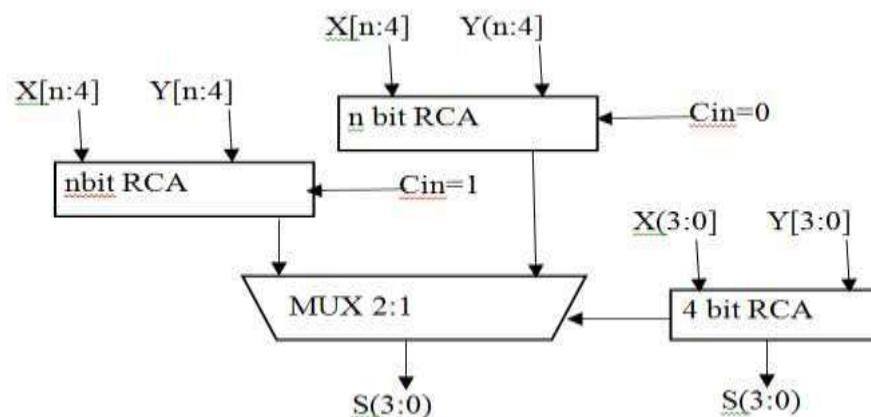 X[n:4] Y(n:4]
X[n:4] Y[n:4]
n bit RCA
Cin=0
nbit RCA
Cin=1
X(3:0] Y[3:0]
MUX 2:1
4 bit RCA
S(3:0)
S(3:0)